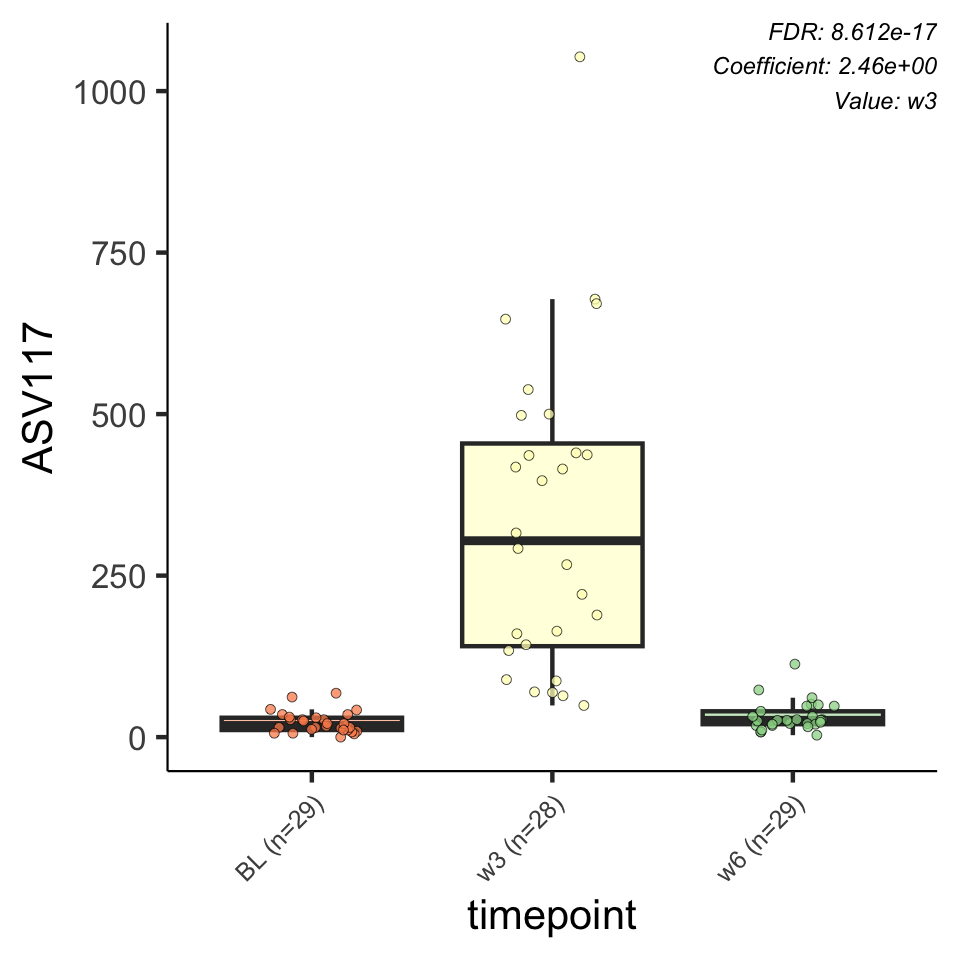 FDR: 8.612e-17
Coefficient: 2.46e+00
Value: w3
1000
750
500
250
0
ASV117
BL (n=29)
w3 (n=28)
w6 (n=29)
timepoint